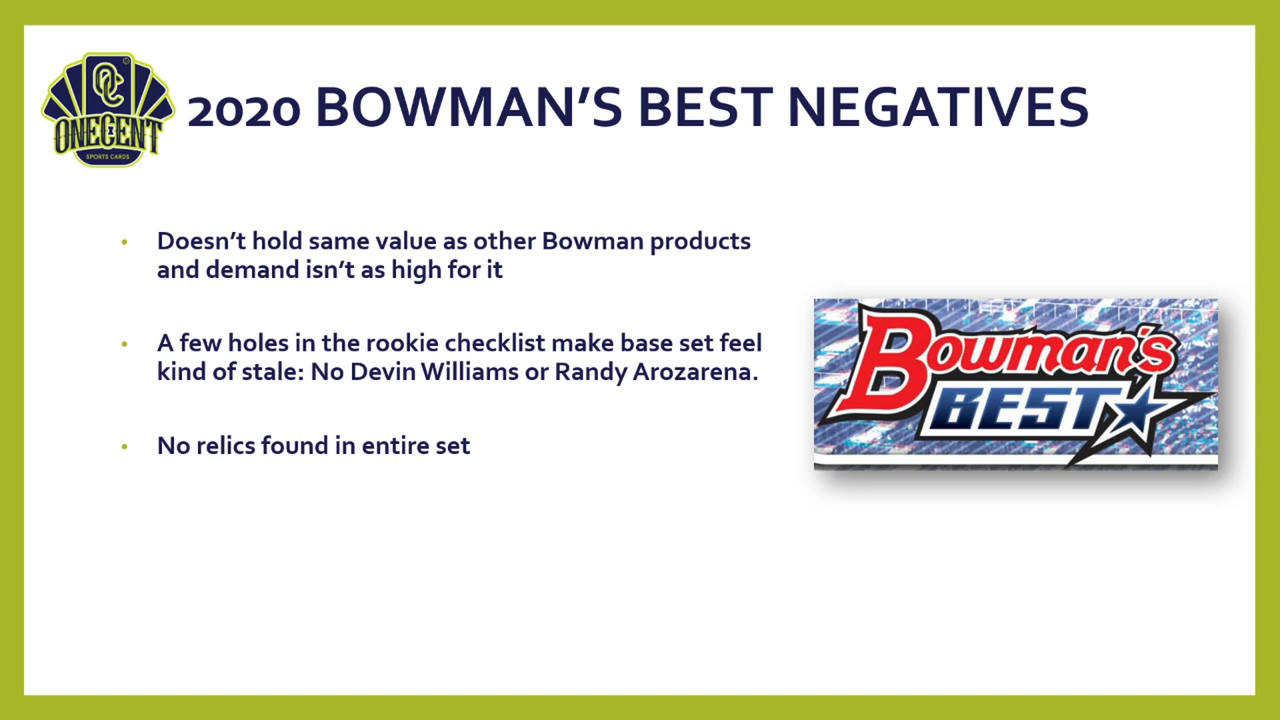 OC
ONECENT
SPORTS CARDS
2020 BOWMAN'S BEST NEGATIVES
• Doesn't hold same value as other Bowman products
and demand isn't as high for it
• A few holes in the rookie checklist make base set feel
kind of stale: No Devin Williams or Randy Arozarena.
• No relics found in entire set
Bowman's
BEST